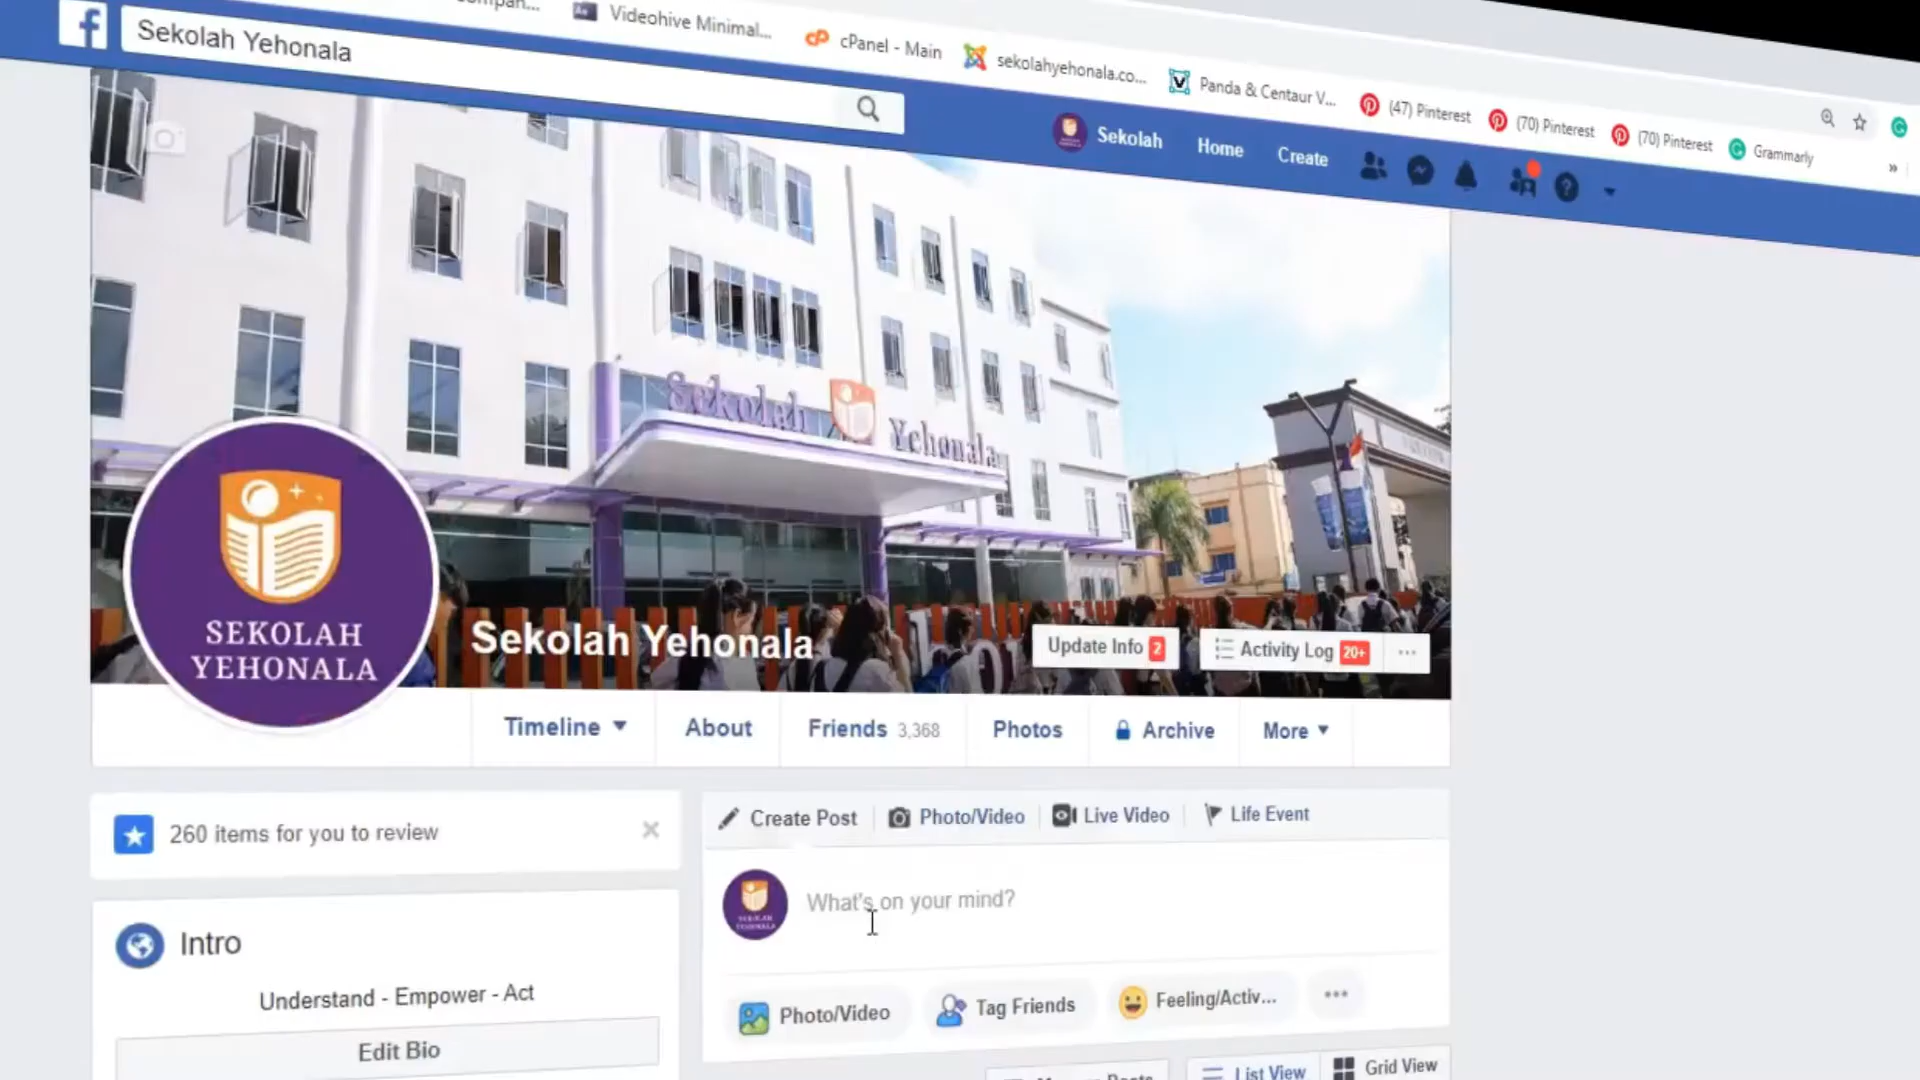 Videohive Minimal...
cPanel - Main
sekolahyehonala.co...
Panda & Centaur V...
(47) Pinterest
(70) Pinterest
(70) Pinterest
Grammarly
»
Sekolah Yehonala
Sekolah
Home
Create
Sekolah Yehonala
SEKOLAH
YEHONALA
Sekolah Yehonala
Update Info 2
Activity Log 20+
...
Timeline
About
Friends 3,368
Photos
Archive
More
260 items for you to review
Create Post
Photo/Video
Live Video
Life Event
What's on your mind?
Intro
Understand - Empower - Act
Edit Bio
Photo/Video
Tag Friends
Feeling/Activ...
List View
Grid View